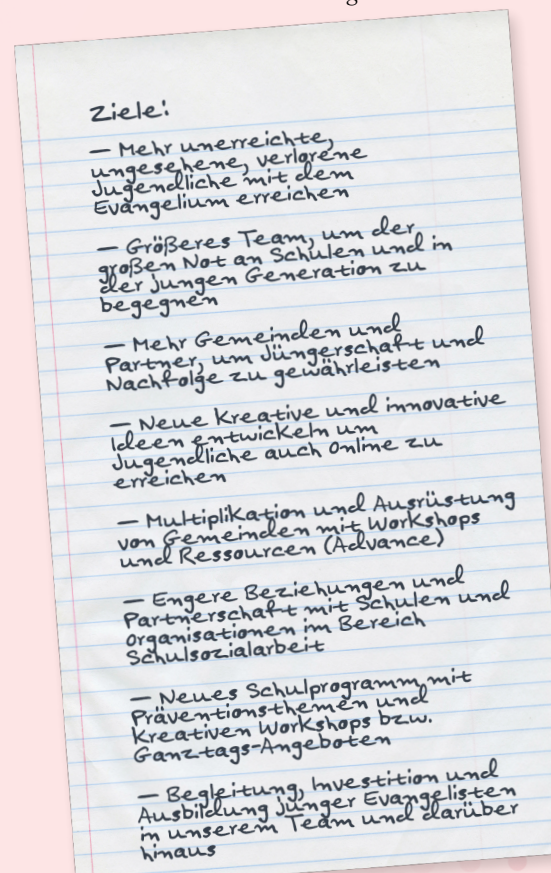 Ziele:
– Mehr unerreichte,
ungesehene, verlorene
Jugendliche mit dem
Evangelium erreichen
– Größeres Team, um der
großen Not an Schulen und in
der Jungen Generation zu
begegnen
– Mehr Gemeinden und
Partner, um Jüngerschaft und
Nachfolge zu gewährleisten
– Neue Kreative und innovative
Ideen entwickeln um
Jugendliche auch Online zu
erreichen
– Multiplikation und Ausrüstung
von Gemeinden mit Workshops
und Ressourcen (Advance)
– Engere Beziehungen und
Partnerschaft mit Schulen und
Organisationen im Bereich
Schulsozialarbeit
– Neues Schulprogramm mit
Präventionsthemen und
Kreativen Workshops bzw.
Ganztags-Angeboten
– Begleitung, Investition und
Ausbildung junger Evangelisten
in unserem Team und darüber
hinaus